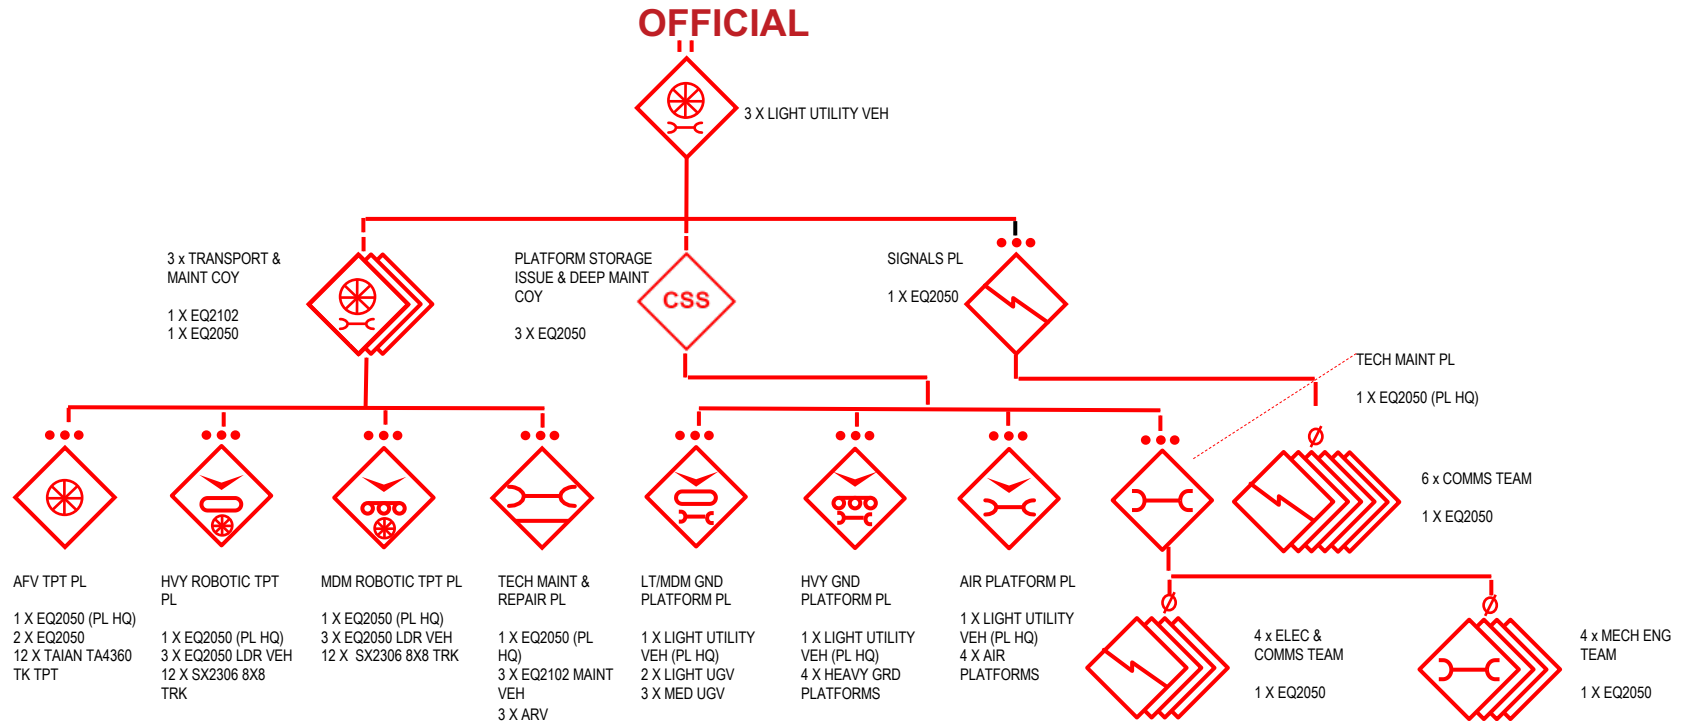 OFFICIAL
3 X LIGHT UTILITY VEH
3 x TRANSPORT &
MAINT COY
1 X EQ2102
1 X EQ2050
PLATFORM STORAGE
ISSUE & DEEP MAINT
COY
3 X EQ2050
CSS
SIGNALS PL
1 X EQ2050
TECH MAINT PL
1 X EQ2050 (PL HQ)
6 x COMMS TEAM
1 X EQ2050
AFV TPT PL
1 X EQ2050 (PL HQ)
2 X EQ2050
12 X TAIAN TA4360
TK TPT
HVY ROBOTIC TPT
PL
1 X EQ2050 (PL HQ)
3 X EQ2050 LDR VEH
12 X SX2306 8X8
TRK
MDM ROBOTIC TPT PL
1 X EQ2050 (PL HQ)
3 X EQ2050 LDR VEH
12 X  SX2306 8X8 TRK
TECH MAINT &
REPAIR PL
1 X EQ2050 (PL
HQ)
3 X EQ2102 MAINT
VEH
3 X ARV
LT/MDM GND
PLATFORM PL
1 X LIGHT UTILITY
VEH (PL HQ)
2 X LIGHT UGV
3 X MED UGV
HVY GND
PLATFORM PL
1 X LIGHT UTILITY
VEH (PL HQ)
4 X HEAVY GRD
PLATFORMS
AIR PLATFORM PL
1 X LIGHT UTILITY
VEH (PL HQ)
4 X AIR
PLATFORMS
4 x ELEC &
COMMS TEAM
1 X EQ2050
4 x MECH ENG
TEAM
1 X EQ2050